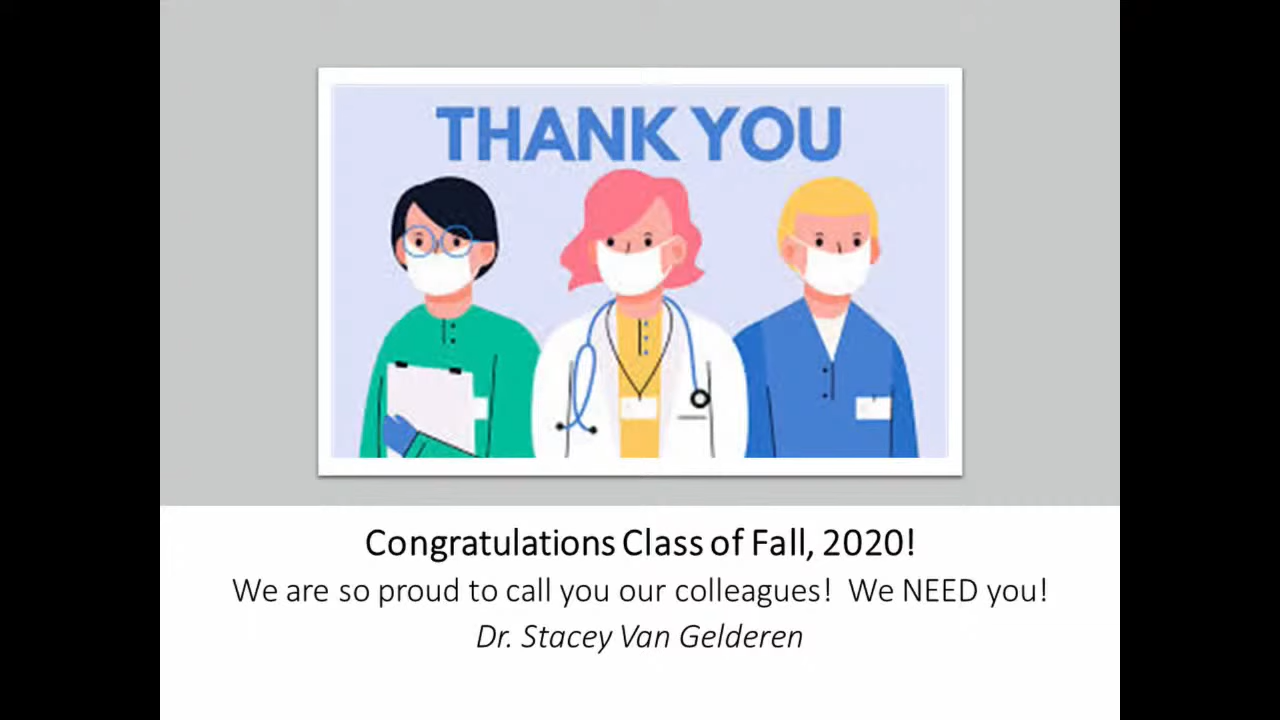 THANK YOU
Congratulations Class of Fall, 2020!
We are so proud to call you our colleagues!  We NEED you!
Dr. Stacey Van Gelderen